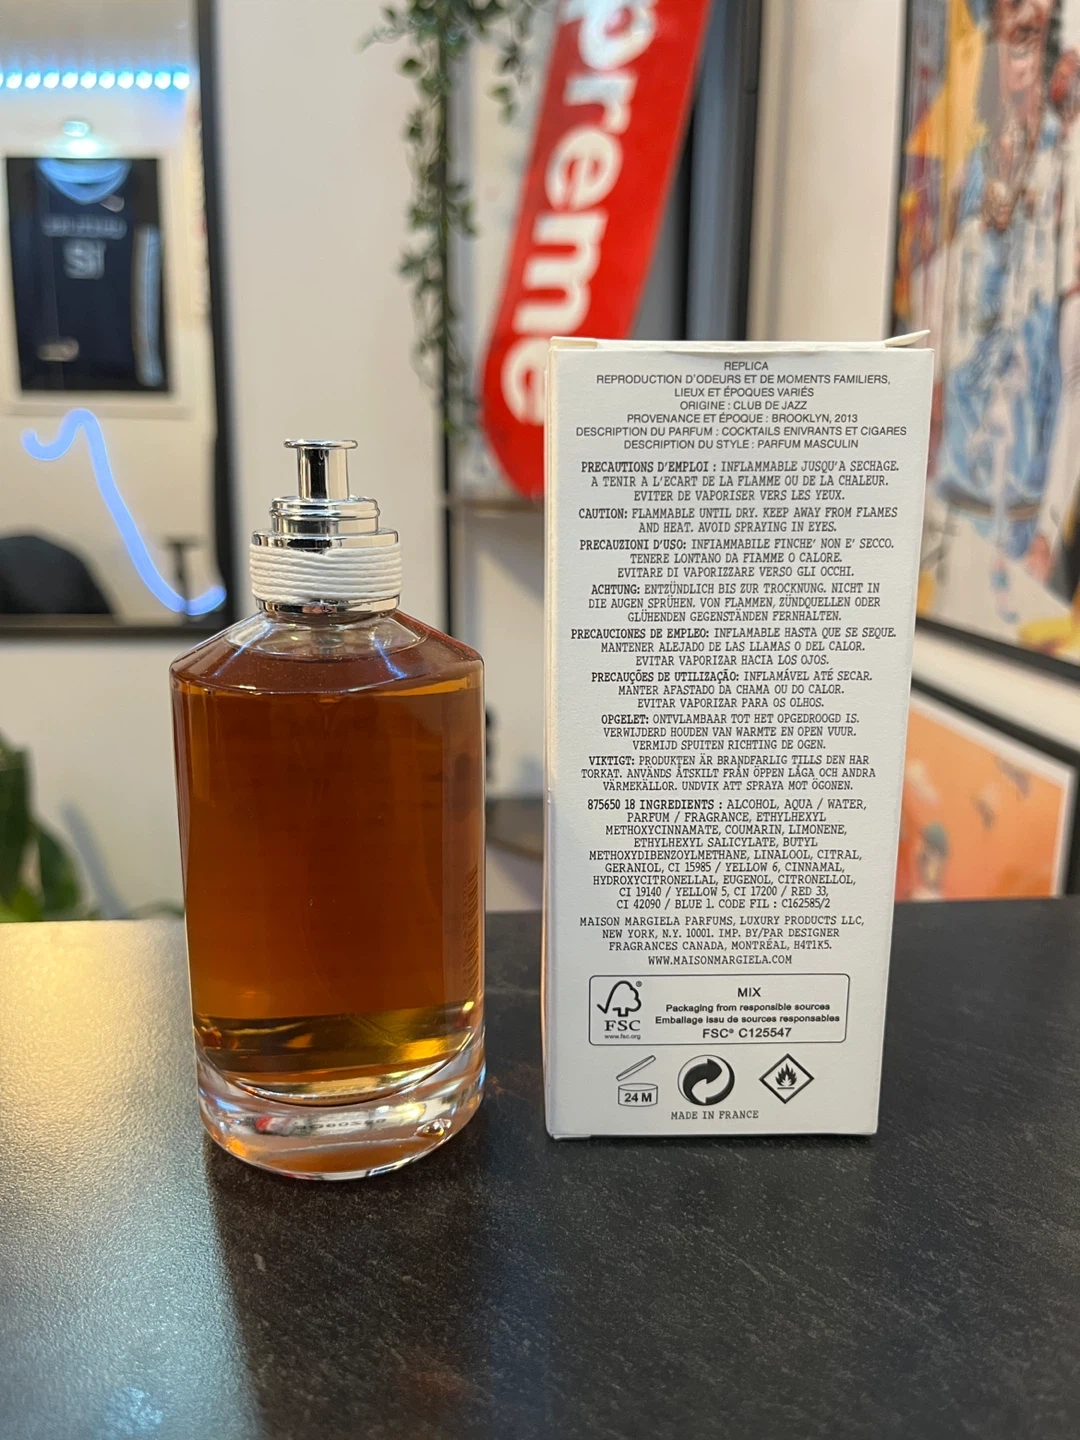 preme
REPLICA
REPRODUCTION D'ODEURS ET DE MOMENTS FAMILIERS,
LIEUX ET ÉPOQUES VARIÉS
ORIGINE : CLUB DE JAZZ
PROVENANCE ET ÉPOQUE : BROOKLYN, 2013
DESCRIPTION DU PARFUM : COCKTAILS ENIVRANTS ET CIGARES
DESCRIPTION DU STYLE : PARFUM MASCULIN
PRECAUTIONS D'EMPLOI : INFLAMMABLE JUSQU'A SECHAGE.
A TENIR A L'ECART DE LA FLAMME OU DE LA CHALEUR.
EVITER DE VAPORISER VERS LES YEUX.
CAUTION: FLAMMABLE UNTIL DRY. KEEP AWAY FROM FLAMES
AND HEAT. AVOID SPRAYING IN EYES.
PRECAUZIONI D'USO: INFIAMMABILE FINCHE' NON E' SECCO.
TENERE LONTANO DA FIAMME O CALORE.
EVITARE DI VAPORIZZARE VERSO GLI OCCHI.
ACHTUNG: ENTZÜNDLICH BIS ZUR TROCKNUNG. NICHT IN
DIE AUGEN SPRÜHEN. VON FLAMMEN, ZÜNDQUELLEN ODER
GLÜHENDEN GEGENSTÄNDEN FERNHALTEN.
PRECAUCIONES DE EMPLEO: INFLAMABLE HASTA QUE SE SEQUE.
MANTENER ALEJADO DE LAS LLAMAS O DEL CALOR.
EVITAR VAPORIZAR HACIA LOS OJOS.
PRECAUÇÕES DE UTILIZAÇÃO: INFLAMÁVEL ATÉ SECAR.
MANTER AFASTADO DA CHAMA OU DO CALOR.
EVITAR VAPORIZAR PARA OS OLHOS.
OPGELET: ONTVLAMBAAR TOT HET OPGEDROOGD IS.
VERWIJDERD HOUDEN VAN WARMTE EN OPEN VUUR.
VERMIJD SPUITEN RICHTING DE OGEN.
VIKTIGT: PRODUKTEN ÄR BRANDFARLIG TILLS DEN HAR
TORKAT. ANVÄNDS ÅTSKILT FRÅN ÖPPEN LÅGA OCH ANDRA
VÄRMEKÄLLOR. UNDVIK ATT SPRAYA MOT ÖGONEN.
875650 18 INGREDIENTS : ALCOHOL, AQUA / WATER,
PARFUM / FRAGRANCE, ETHYLHEXYL
METHOXYCINNAMATE, COUMARIN, LIMONENE,
ETHYLHEXYL SALICYLATE, BUTYL
METHOXYDIBENZOYLMETHANE, LINALOOL, CITRAL,
GERANIOL, CI 15985 / YELLOW 6, CINNAMAL,
HYDROXYCITRONELLAL, EUGENOL, CITRONELLOL,
CI 19140 / YELLOW 5, CI 17200 / RED 33,
CI 42090 / BLUE 1. CODE FIL : C162585/2
MAISON MARGIELA PARFUMS, LUXURY PRODUCTS LLC,
NEW YORK, N.Y. 10001. IMP. BY/PAR DESIGNER
FRAGRANCES CANADA, MONTRÉAL, H4T1K5.
WWW.MAISONMARGIELA.COM
FSC
www.fsc.org
MIX
Packaging from responsible sources
Emballage issu de sources responsables
FSC® C125547
24 M
MADE IN FRANCE